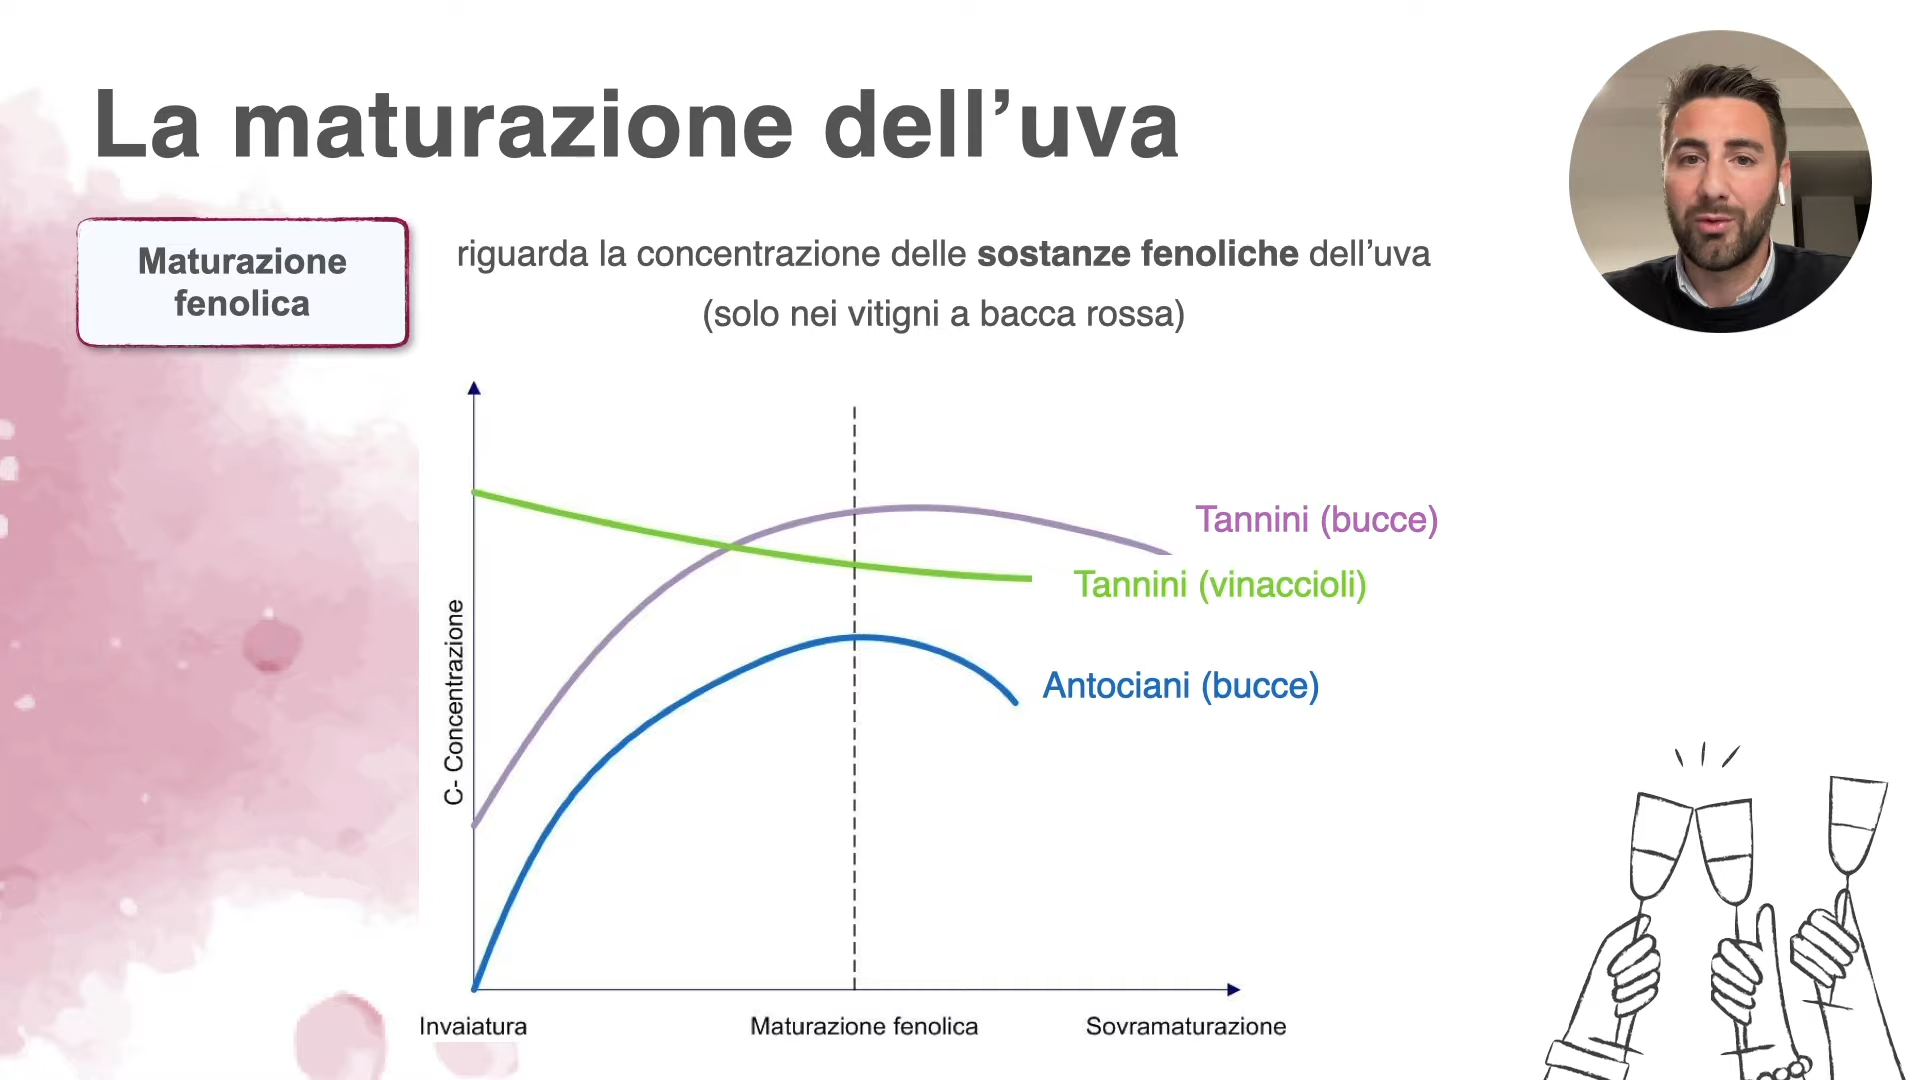 La maturazione dell’uva
Maturazione
fenolica
riguarda la concentrazione delle sostanze fenoliche dell’uva
(solo nei vitigni a bacca rossa)
Tannini (bucce)
Tannini (vinaccioli)
Antociani (bucce)
C- Concentrazione
Invaiatura
Maturazione fenolica
Sovramaturazione